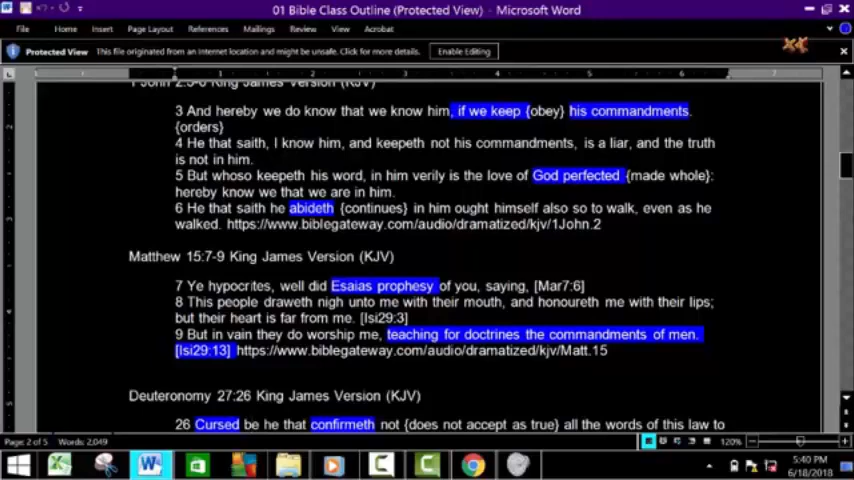 01 Bible Class Outline (Protected View) - Microsoft Word
File Home Insert Page Layout References Mailings Review View Acrobat
Protected View This file originated from an Internet location and might be unsafe. Click for more details. Enable Editing
1 John 2:3-6 King James Version (KJV)
3 And hereby we do know that we know him, if we keep {obey} his commandments.
{orders}
4 He that saith, I know him, and keepeth not his commandments, is a liar, and the truth
is not in him.
5 But whoso keepeth his word, in him verily is the love of God perfected {made whole}:
hereby know we that we are in him.
6 He that saith he abideth {continues} in him ought himself also so to walk, even as he
walked. https://www.biblegateway.com/audio/dramatized/kjv/1John.2
Matthew 15:7-9 King James Version (KJV)
7 Ye hypocrites, well did Esaias prophesy of you, saying, [Mar7:6]
8 This people draweth nigh unto me with their mouth, and honoureth me with their lips;
but their heart is far from me. [Isi29:3]
9 But in vain they do worship me, teaching for doctrines the commandments of men.
[Isi29:13] https://www.biblegateway.com/audio/dramatized/kjv/Matt.15
Deuteronomy 27:26 King James Version (KJV)
26 Cursed be he that confirmeth not {does not accept as true} all the words of this law to
Page: 2 of 5 Words: 2,049 120%
5:40 PM
6/18/2018